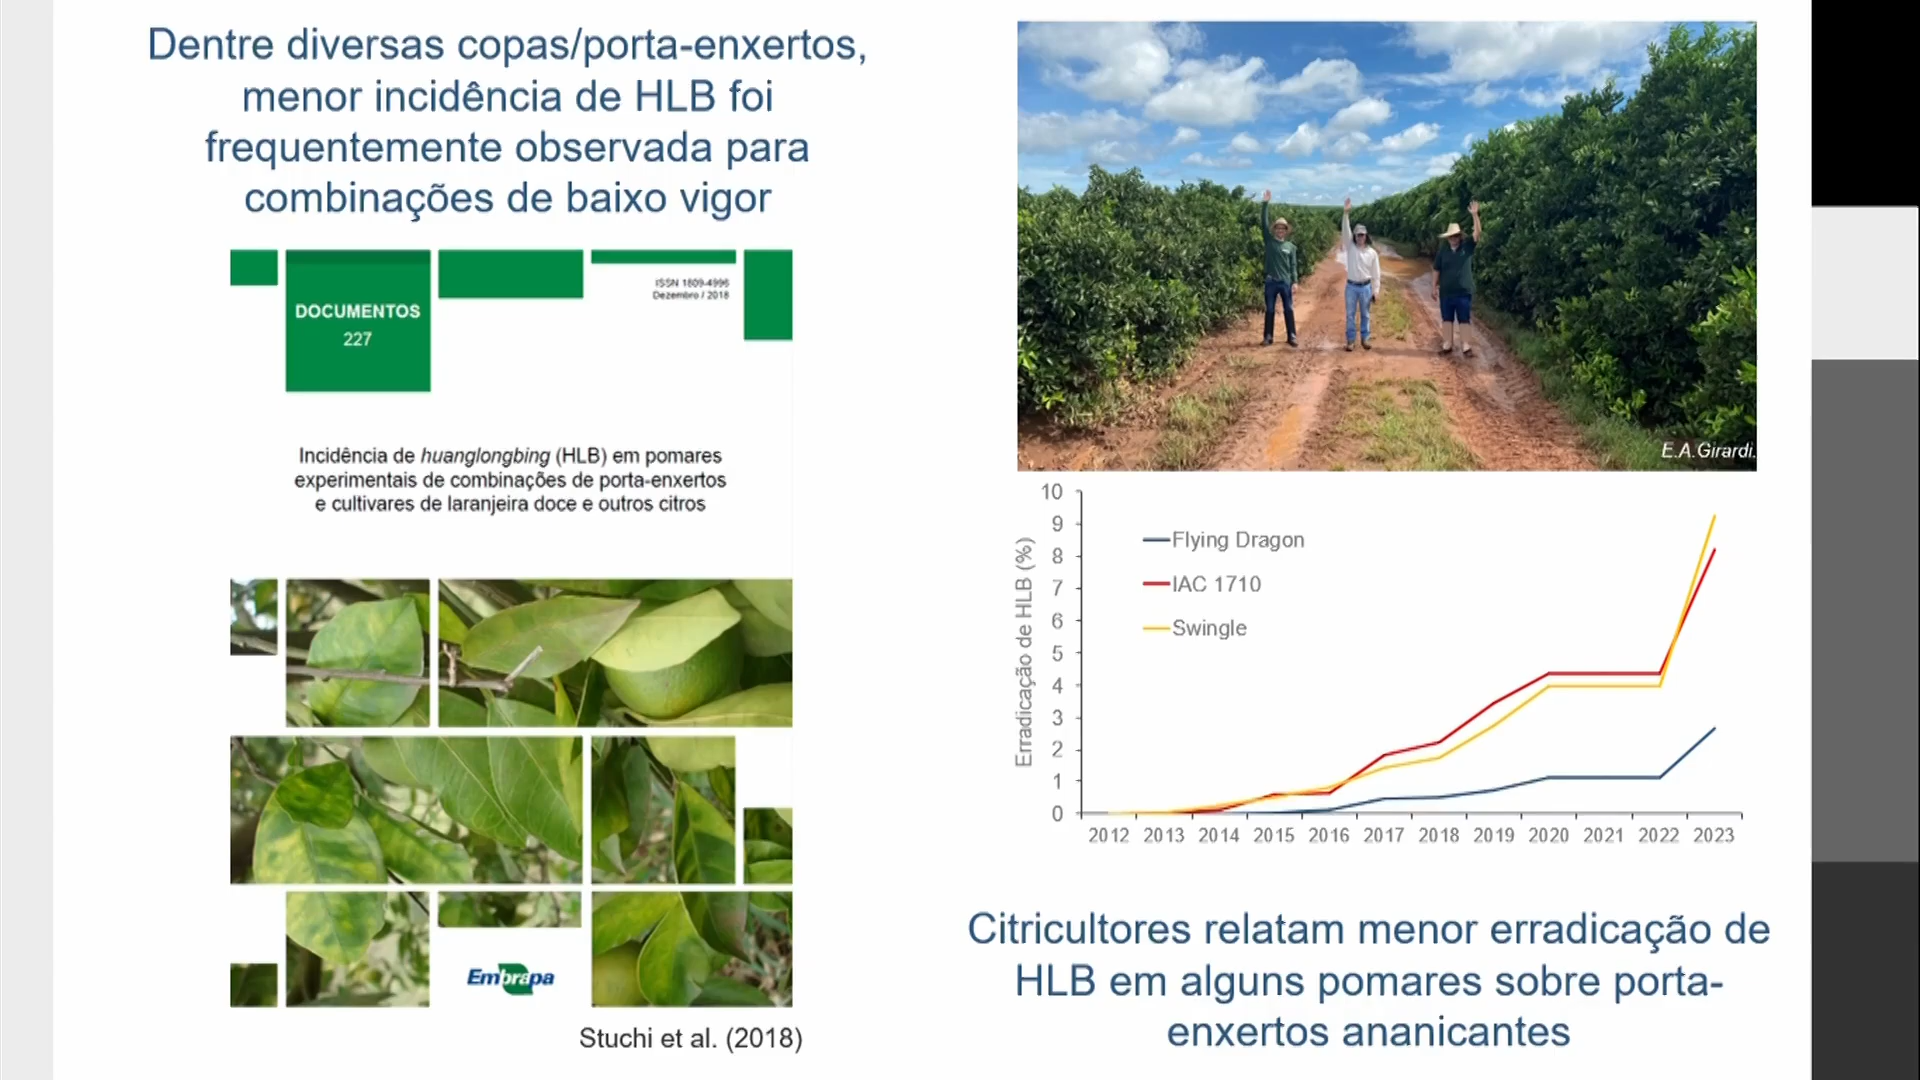 Dentre diversas copas/porta-enxertos,
menor incidência de HLB foi
frequentemente observada para
combinações de baixo vigor
ISSN 1809-4996
Dezembro / 2018
DOCUMENTOS
227
Incidência de huanglongbing (HLB) em pomares
experimentais de combinações de porta-enxertos
e cultivares de laranjeira doce e outros citros
Embrapa
Stuchi et al. (2018)
E.A.Girardi.
10
9
8
7
6
5
4
3
2
1
0
Erradicação de HLB (%)
Flying Dragon
IAC 1710
Swingle
2012 2013 2014 2015 2016 2017 2018 2019 2020 2021 2022 2023
Citricultores relatam menor erradicação de
HLB em alguns pomares sobre porta-
enxertos ananicantes